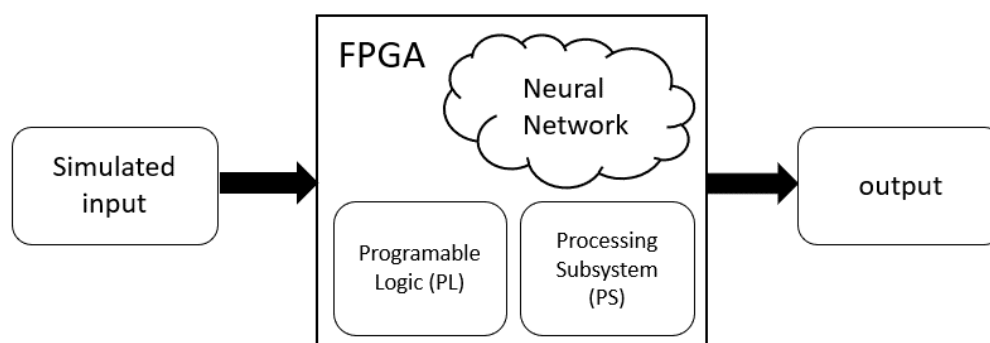 FPGA
Neural
Network
Simulated
input
output
Programable
Logic (PL)
Processing
Subsystem
(PS)